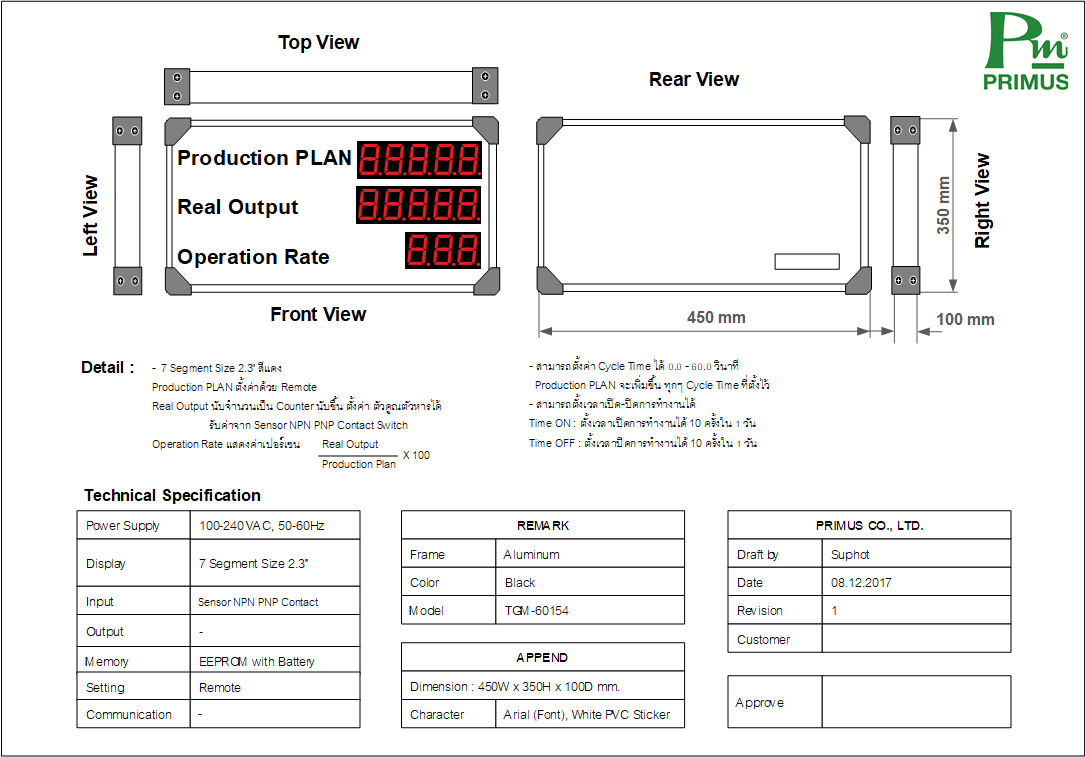 Top View
Rear View
Pm®
PRIMUS
Left View
Production PLAN 88888
Real Output 88888
Operation Rate 888
Front View
350 mm
Right View
450 mm
100 mm
Detail :
- 7 Segment Size 2.3" สีแดง
Production PLAN ตั้งค่าด้วย Remote
Real Output นับจำนวนเป็น Counter นับขึ้น ตั้งค่า ตัวคูณตัวหารได้
รับค่าจาก Sensor NPN PNP Contact Switch
Operation Rate แสดงค่าเปอร์เซน Real Output
Production Plan
X 100
- สามารถตั้งค่า Cycle Time ได้ 0.0 - 60.0 วินาที
Production PLAN จะเพิ่มขึ้น ทุกๆ Cycle Time ที่ตั้งไว้
- สามารถตั้งเวลาเปิด-ปิดการทำงานได้
Time ON : ตั้งเวลาเปิดการทำงานได้ 10 ครั้งใน 1 วัน
Time OFF : ตั้งเวลาปิดการทำงานได้ 10 ครั้งใน 1 วัน
Technical Specification
Power Supply 100-240 VAC, 50-60Hz
Display 7 Segment Size 2.3"
Input Sensor NPN PNP Contact
Output -
Memory EEPROM with Battery
Setting Remote
Communication -
REMARK
Frame Aluminum
Color Black
Model TGM-60154
APPEND
Dimension : 450W x 350H x 100D mm.
Character Arial (Font), White PVC Sticker
PRIMUS CO., LTD.
Draft by Suphot
Date 08.12.2017
Revision 1
Customer
Approve